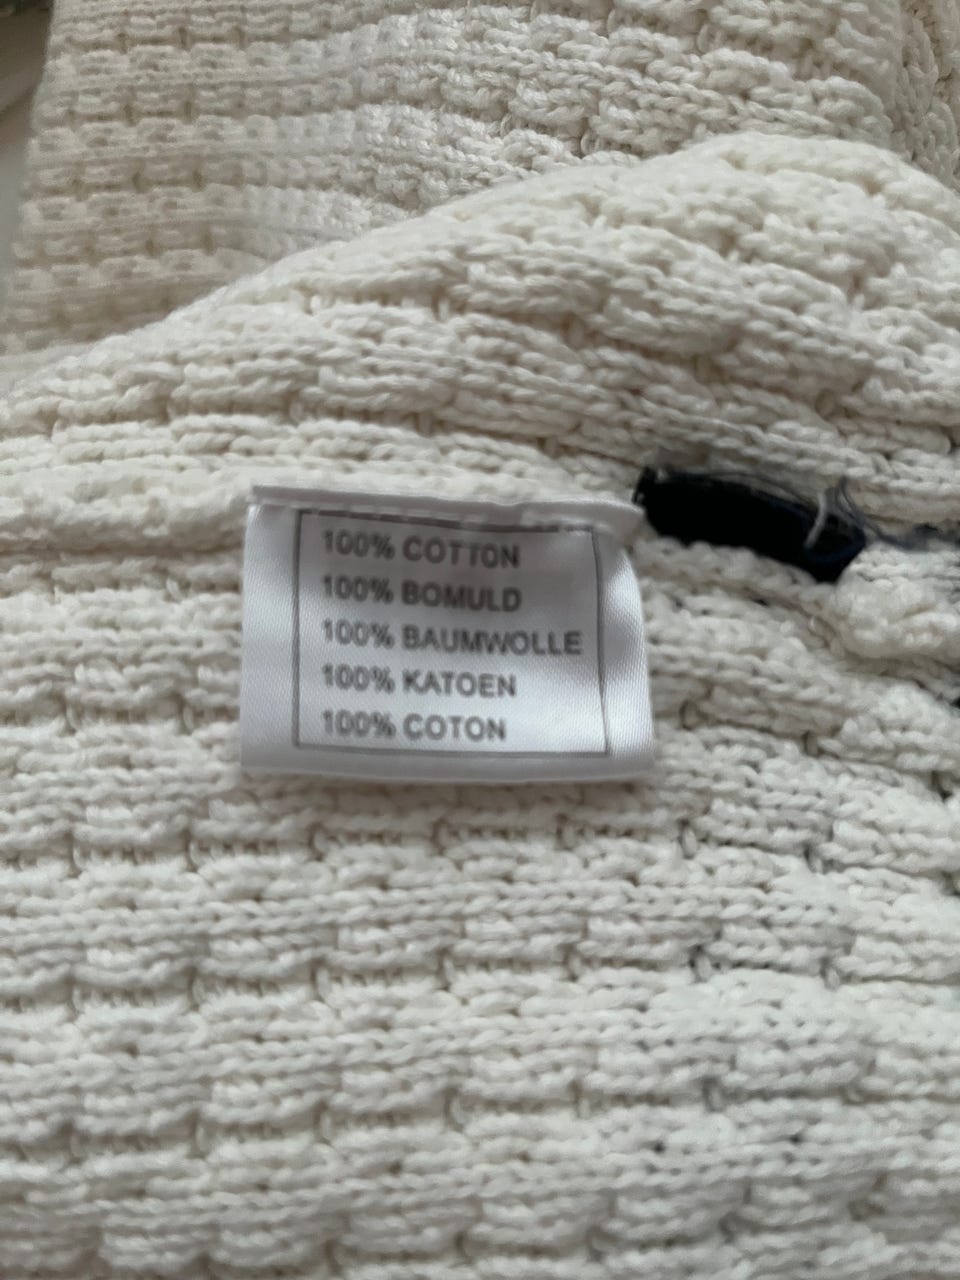 100% COTTON
100% BOMULD
100% BAUMWOLLE
100% KATOEN
100% COTON